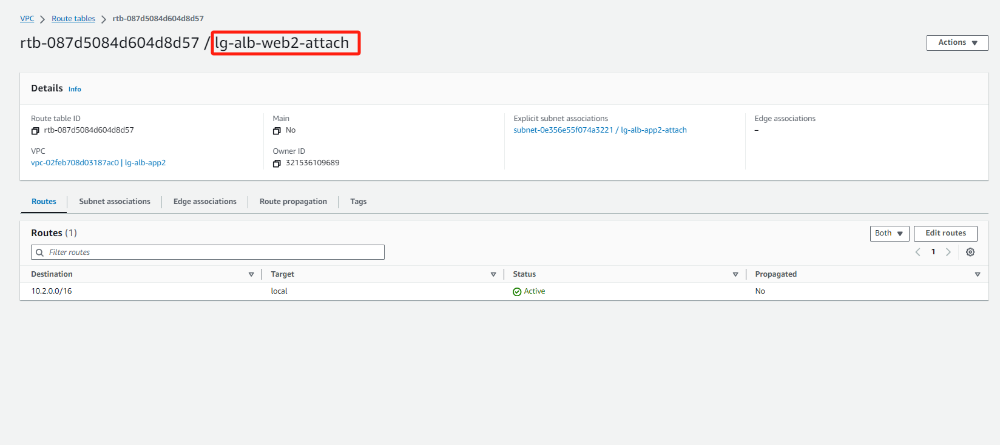 VPC > Route tables > rtb-087d5084d604d8d57
rtb-087d5084d604d8d57 / lg-alb-web2-attach
Actions
Details Info
Route table ID
rtb-087d5084d604d8d57
Main
No
Explicit subnet associations
subnet-0e356e55f074a3221 / lg-alb-app2-attach
Edge associations
–
VPC
vpc-02feb708d03187ac0 | lg-alb-app2
Owner ID
321536109689
Routes
Subnet associations
Edge associations
Route propagation
Tags
Routes (1)
Both
Edit routes
Filter routes
1
Destination Target Status Propagated
10.2.0.0/16 local Active No